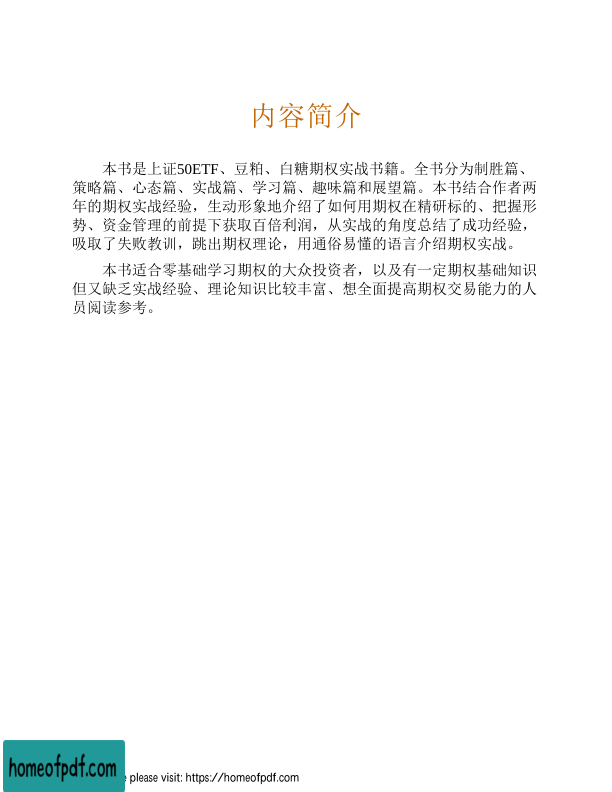 内容简介
本书是上证50ETF、豆粕、白糖期权实战书籍。全书分为制胜篇、
策略篇、心态篇、实战篇、学习篇、趣味篇和展望篇。本书结合作者两
年的期权实战经验，生动形象地介绍了如何用期权在精研标的、把握形
势、资金管理的前提下获取百倍利润，从实战的角度总结了成功经验，
吸取了失败教训，跳出期权理论，用通俗易懂的语言介绍期权实战。
本书适合零基础学习期权的大众投资者，以及有一定期权基础知识
但又缺乏实战经验、理论知识比较丰富、想全面提高期权交易能力的人
员阅读参考。
homeofpdf.com
e please visit: https://homeofpdf.com